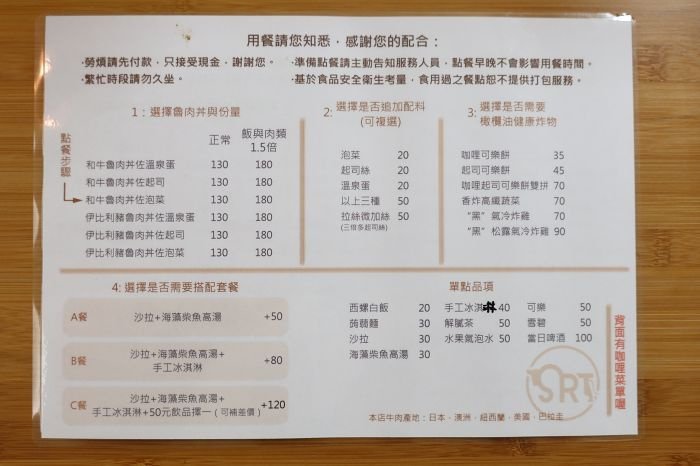 用餐請您知悉，感謝您的配合：
‧勞煩請先付款，只接受現金，謝謝您。
‧繁忙時段請勿久坐。
‧準備點餐請主動告知服務人員，點餐早晚不會影響用餐時間。
‧基於食品安全衛生考量，食用過之餐點恕不提供打包服務。
點餐步驟
1：選擇魯肉丼與份量
正常 飯與肉類1.5倍
和牛魯肉丼佐溫泉蛋 130 180
和牛魯肉丼佐起司 130 180
和牛魯肉丼佐泡菜 130 180
伊比利豬魯肉丼佐溫泉蛋 130 180
伊比利豬魯肉丼佐起司 130 180
伊比利豬魯肉丼佐泡菜 130 180
2: 選擇是否追加配料
(可複選)
泡菜 20
起司絲 20
溫泉蛋 20
以上三種 50
拉絲微加絲 50
(三倍多起司絲)
3: 選擇是否需要
橄欖油健康炸物
咖哩可樂餅 35
起司可樂餅 45
咖哩起司可樂餅雙拼 70
香炸高纖蔬菜 70
“黑”氣冷炸雞 70
“黑”松露氣冷炸雞 90
4: 選擇是否需要搭配套餐
A餐 沙拉+海藻柴魚高湯 +50
B餐 沙拉+海藻柴魚高湯+
手工冰淇淋 +80
C餐 沙拉+海藻柴魚高湯+
手工冰淇淋+50元飲品擇一（可補差價） +120
單點品項
西螺白飯 20
蒟蒻麵 30
沙拉 30
海藻柴魚高湯 30
手工冰淇 40
解膩茶 50
水果氣泡水 50
可樂 50
雪碧 50
當日啤酒 100
背面有咖哩菜單喔
SRT
本店牛肉產地：日本﹑澳洲﹑紐西蘭﹑美國﹑巴拉圭